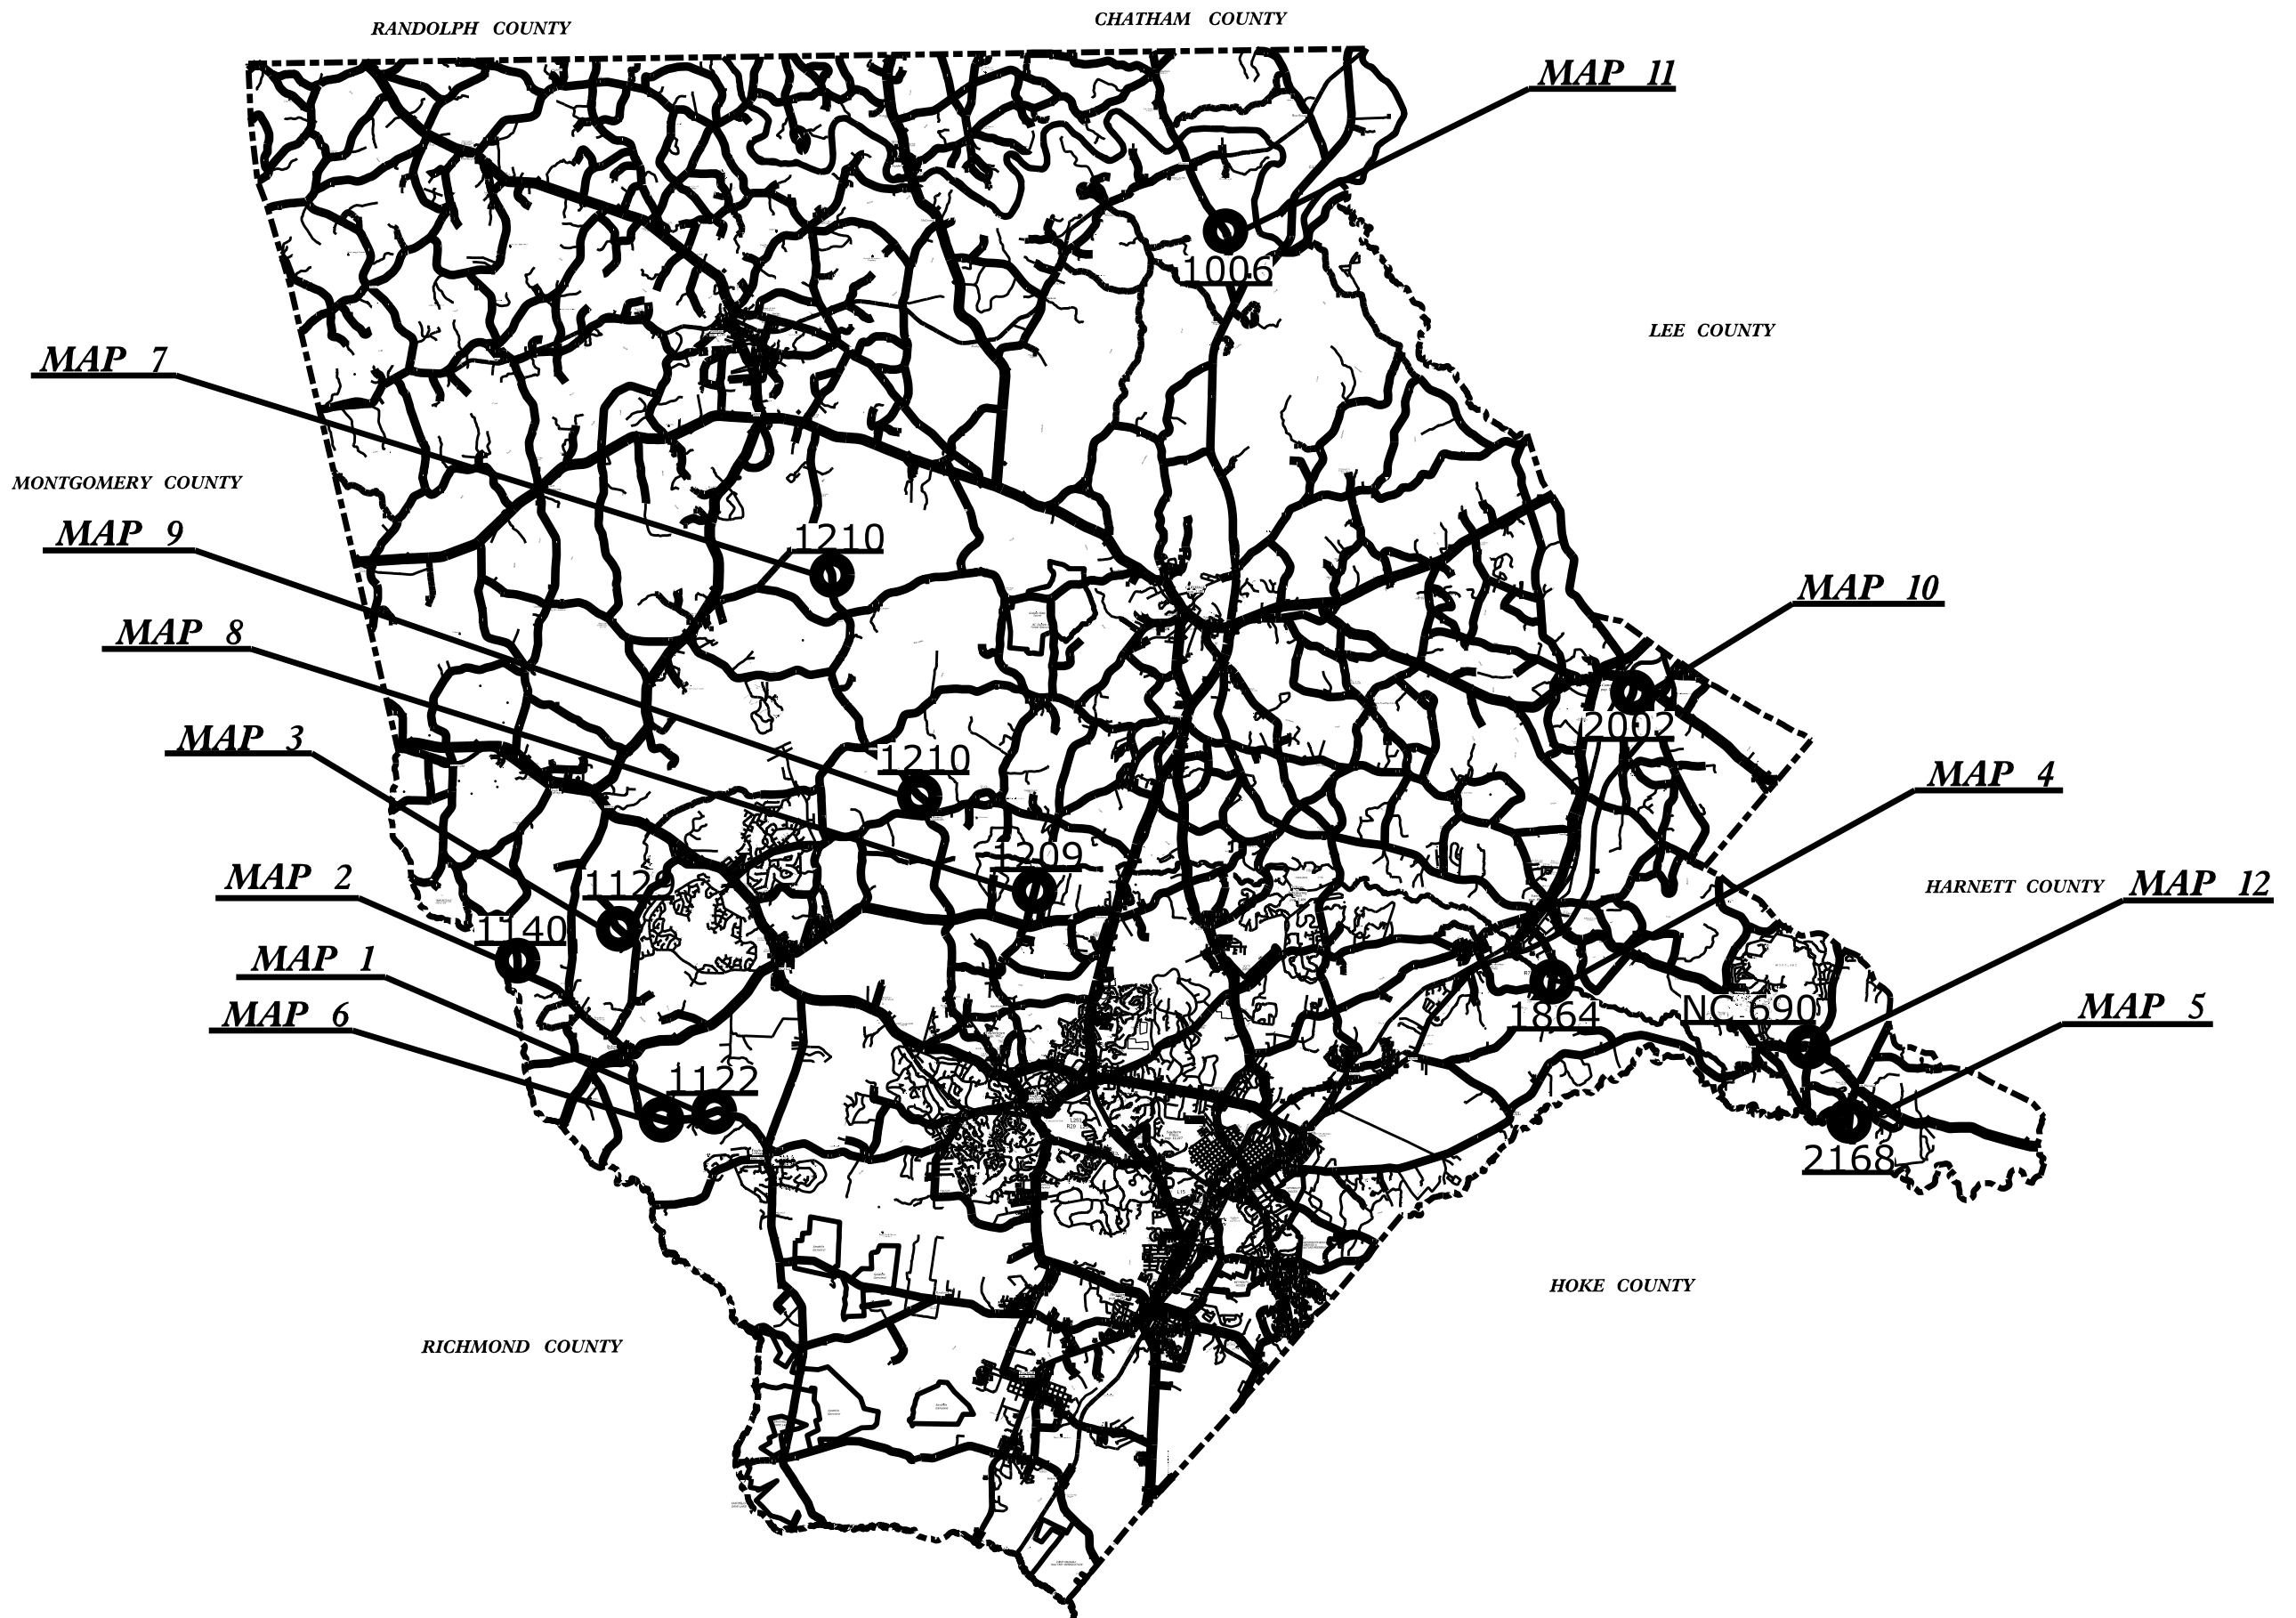 RANDOLPH COUNTY
CHATHAM COUNTY
MAP 11
1006
LEE COUNTY
MAP 7
MONTGOMERY COUNTY
MAP 9
1210
MAP 10
MAP 8
2002
MAP 3
1210
MAP 4
1209
MAP 2
1129
HARNETT COUNTY
MAP 12
1140
MAP 1
NC 690
MAP 5
MAP 6
1864
1122
2168
HOKE COUNTY
RICHMOND COUNTY